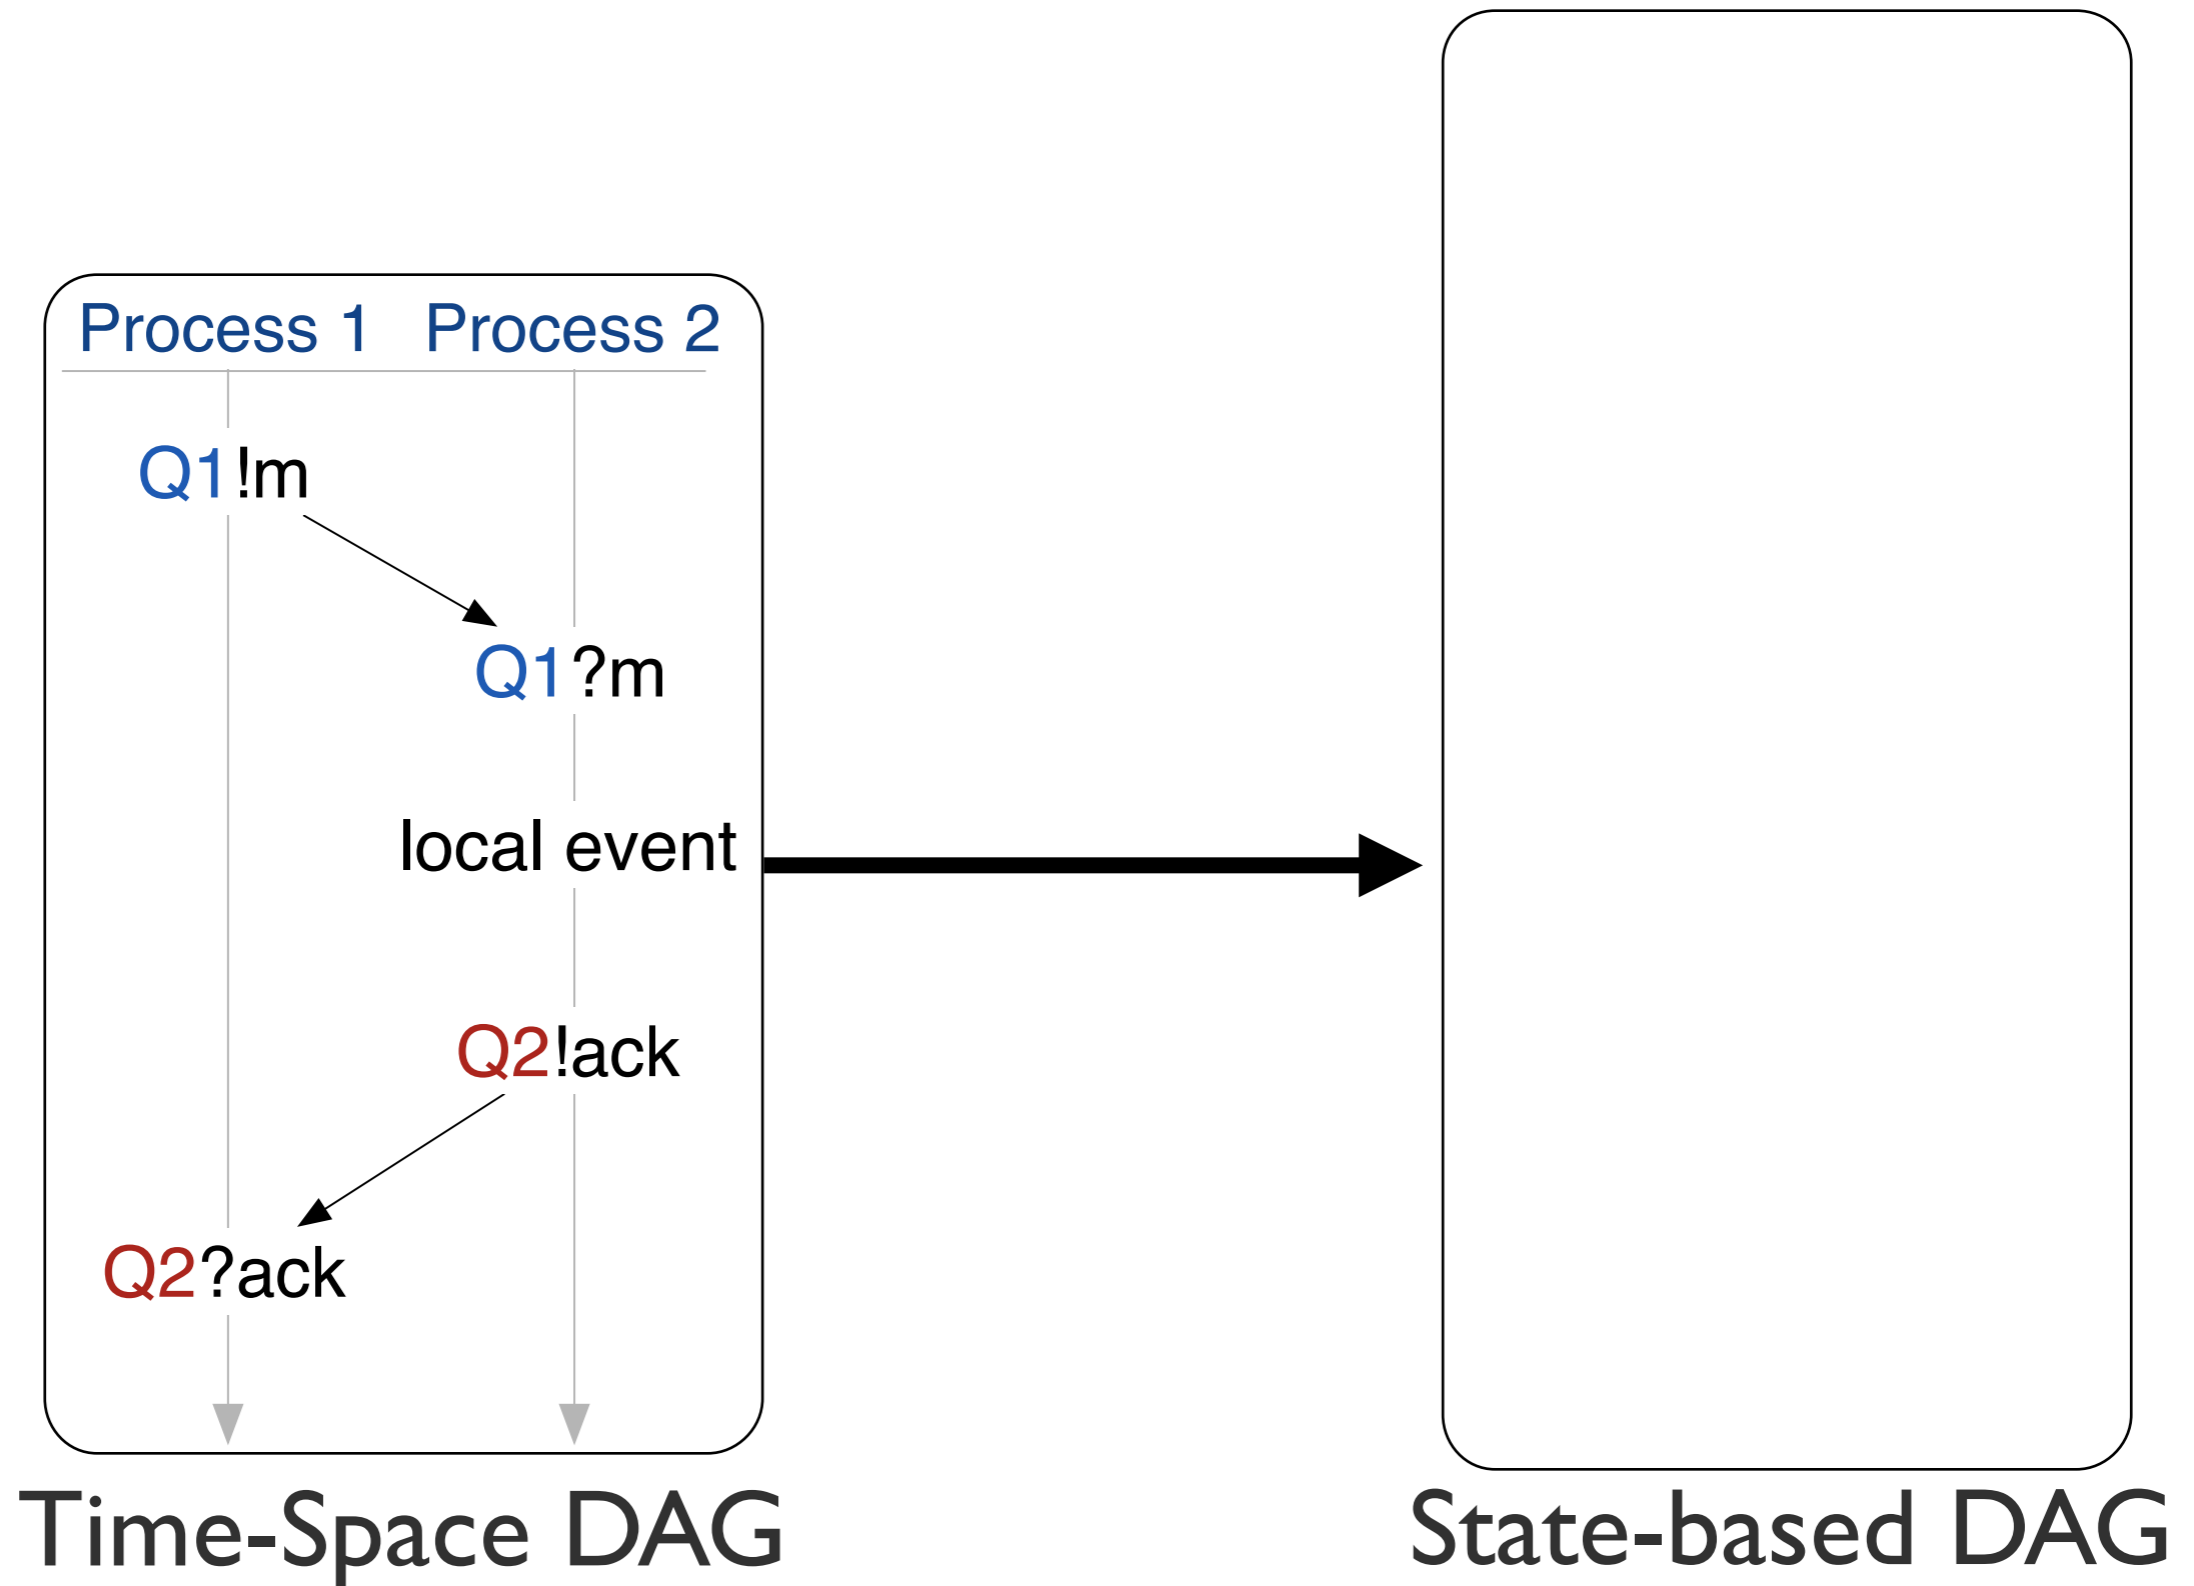 Process 1 Process 2
Q1!m
Q1?m
local event
Q2!ack
Q2?ack
Time-Space DAG
State-based DAG